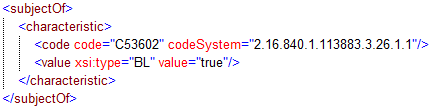 <subjectOf>
<characteristic>
<code code="C53602" codeSystem="2.16.840.1.113883.3.26.1.1"/>
<value xsi:type="BL" value="true"/>
</characteristic>
</subjectOf>